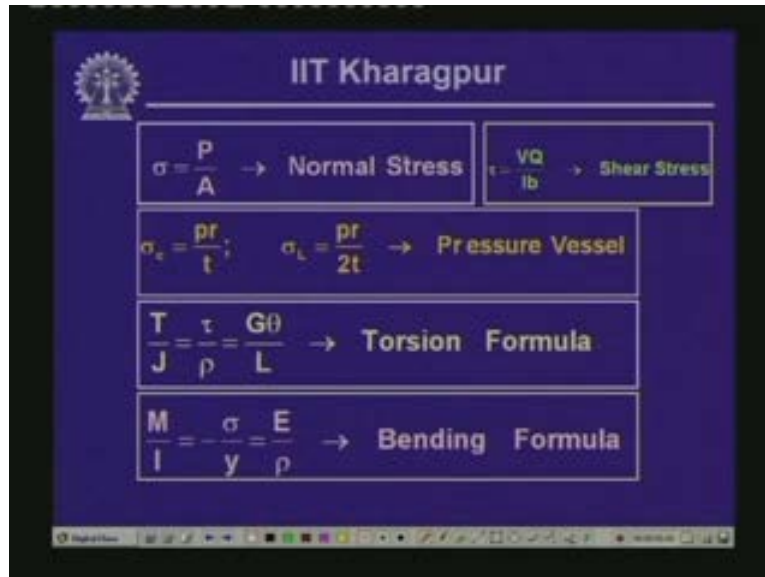 IIT Kharagpur
σ = P/A → Normal Stress
τ = VQ/Ib → Shear Stress
σc = pr/t; σL = pr/2t → Pressure Vessel
T/J = τ/ρ = Gθ/L → Torsion Formula
M/I = -σ/y = E/ρ → Bending Formula